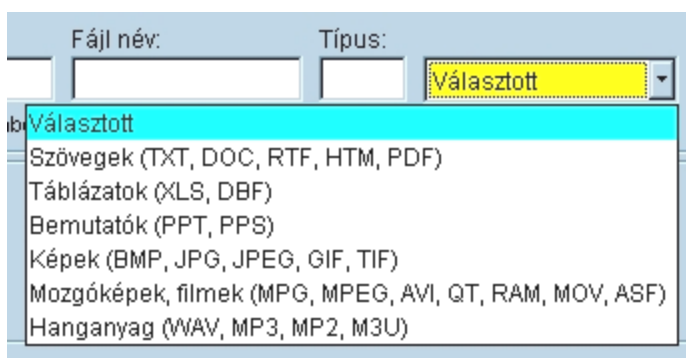 Fájl név: Típus:
Választott
Választott
Szövegek (TXT, DOC, RTF, HTM, PDF)
Táblázatok (XLS, DBF)
Bemutatók (PPT, PPS)
Képek (BMP, JPG, JPEG, GIF, TIF)
Mozgóképek, filmek (MPG, MPEG, AVI, QT, RAM, MOV, ASF)
Hanganyag (WAV, MP3, MP2, M3U)